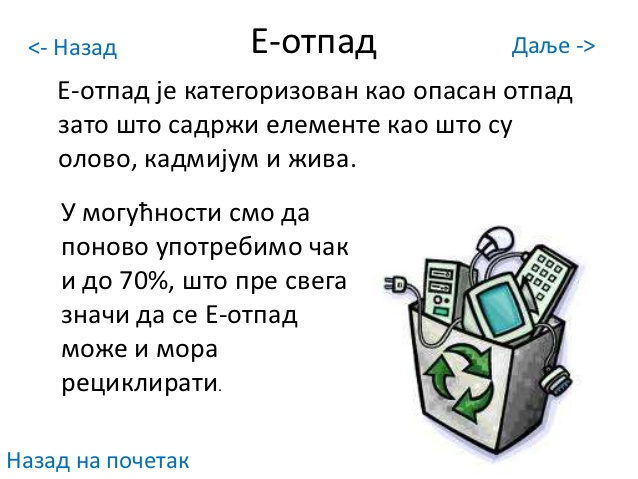 <- Назад
Е-отпад
Даље ->
Е-отпад је категоризован као опасан отпад
зато што садржи елементе као што су
олово, кадмијум и жива.
У могућности смо да
поново употребимо чак
и до 70%, што пре свега
значи да се Е-отпад
може и мора
рециклирати.
Назад на почетак